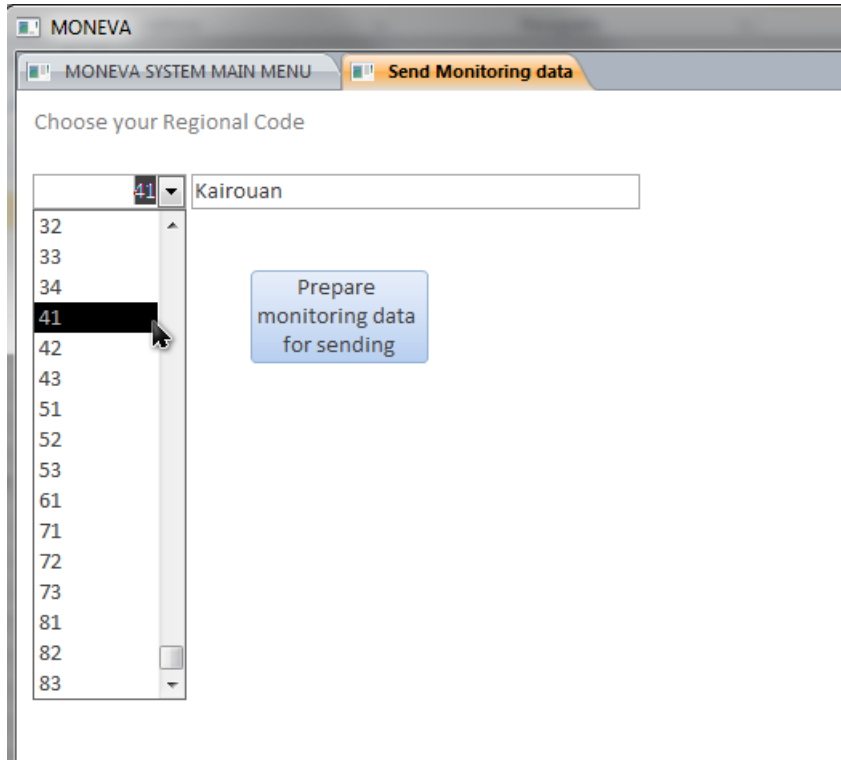 MONEVA
MONEVA SYSTEM MAIN MENU Send Monitoring data
Choose your Regional Code
41 Kairouan
32
33
34
41
42
43
51
52
53
61
71
72
73
81
82
83
Prepare
monitoring data
for sending